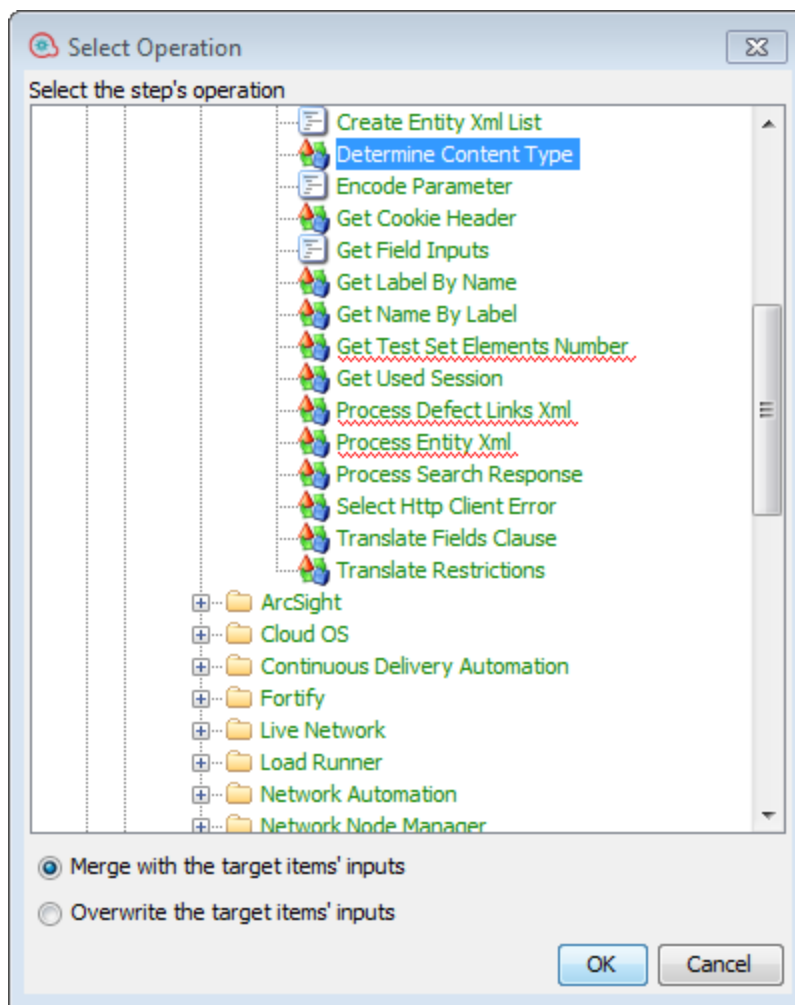 Select Operation
Select the step's operation
Create Entity Xml List
Determine Content Type
Encode Parameter
Get Cookie Header
Get Field Inputs
Get Label By Name
Get Name By Label
Get Test Set Elements Number
Get Used Session
Process Defect Links Xml
Process Entity Xml
Process Search Response
Select Http Client Error
Translate Fields Clause
Translate Restrictions
ArcSight
Cloud OS
Continuous Delivery Automation
Fortify
Live Network
Load Runner
Network Automation
Network Node Manager
Merge with the target items' inputs
Overwrite the target items' inputs
OK Cancel